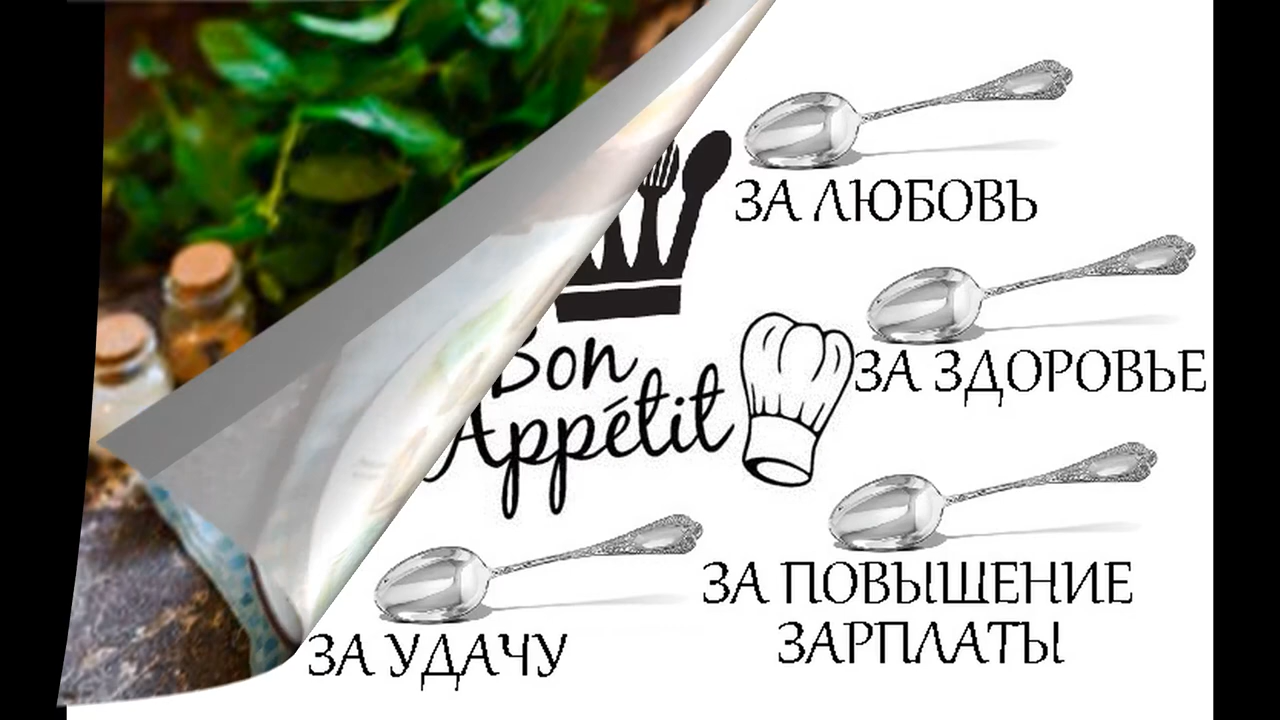 ЗА ЛЮБОВЬ
Bon
Appétit
ЗА ЗДОРОВЬЕ
ЗА ПОВЫШЕНИЕ
ЗАРПЛАТЫ
ЗА УДАЧУ